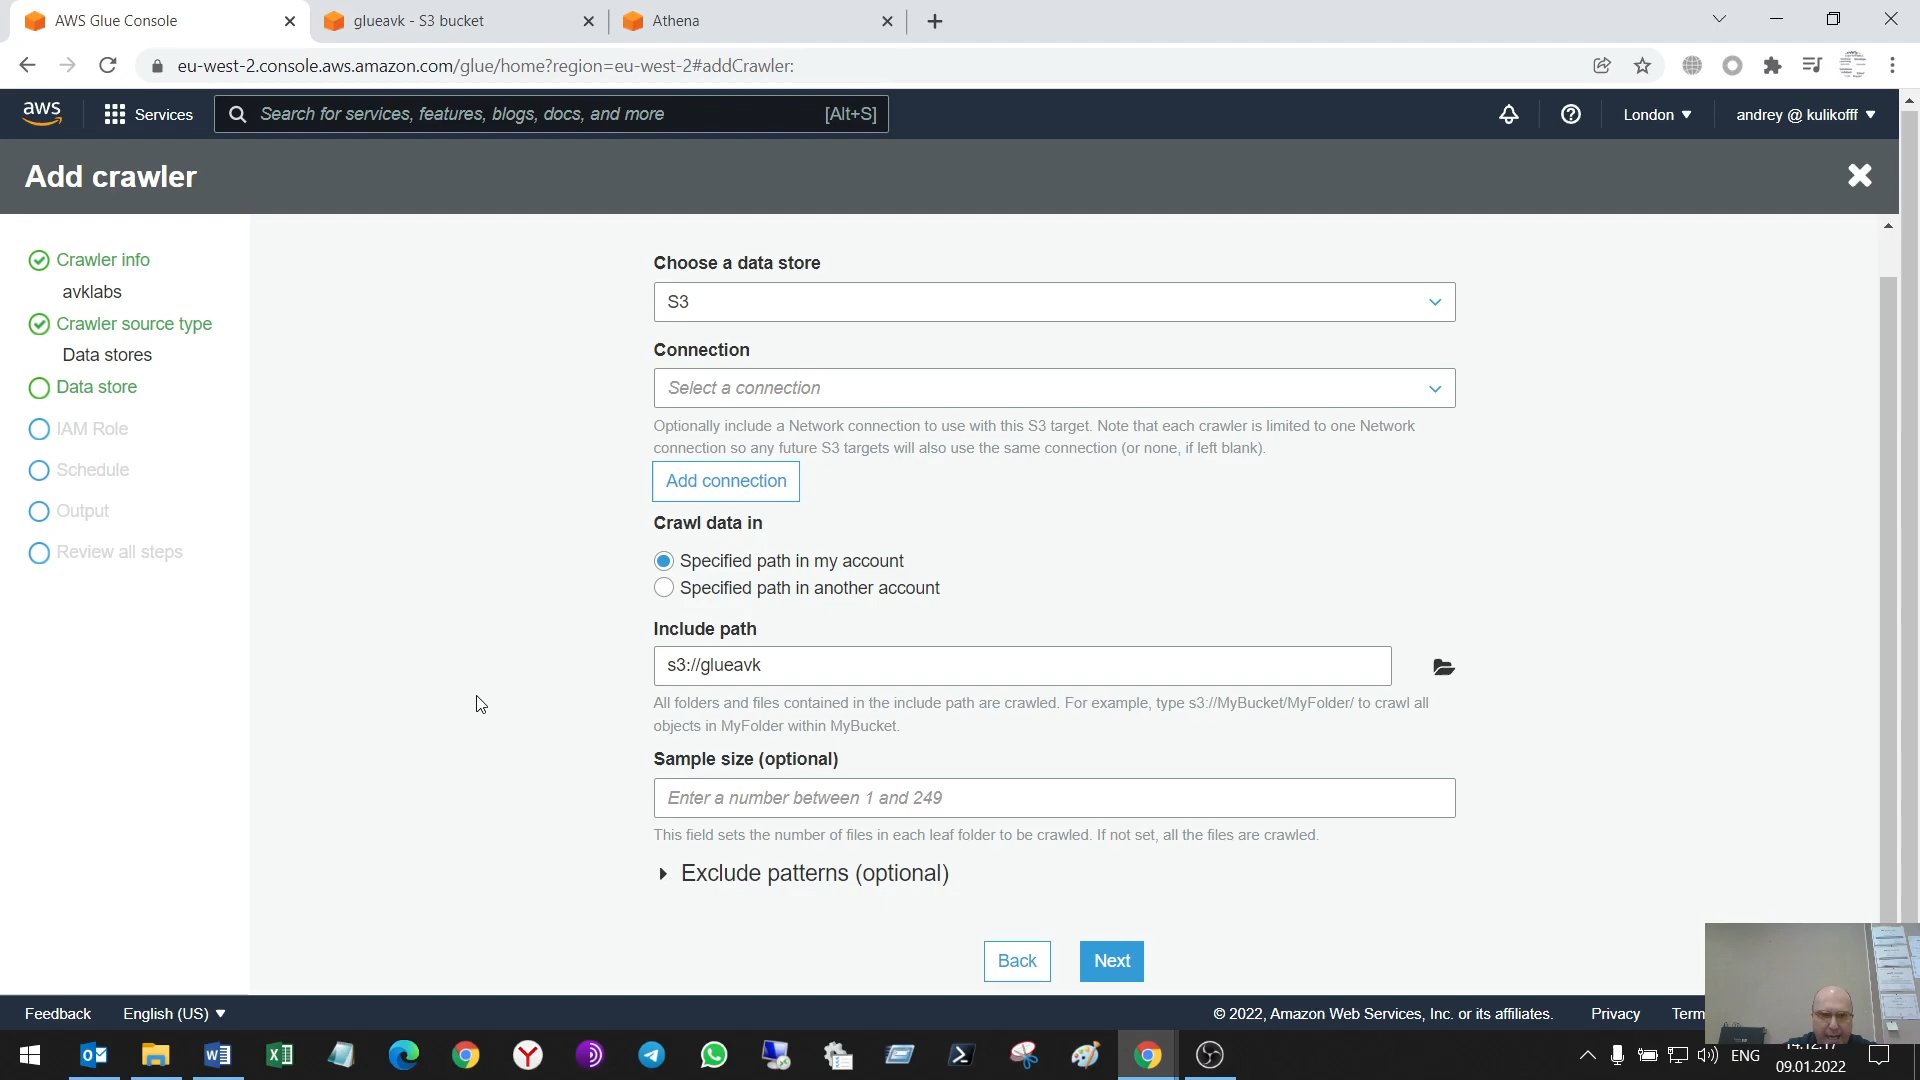 AWS Glue Console
glueavk - S3 bucket
Athena
eu-west-2.console.aws.amazon.com/glue/home?region=eu-west-2#addCrawler:
aws
Services
Search for services, features, blogs, docs, and more
[Alt+S]
London
andrey @ kulikofff
Add crawler
Crawler info
avklabs
Crawler source type
Data stores
Data store
IAM Role
Schedule
Output
Review all steps
Choose a data store
S3
Connection
Select a connection
Optionally include a Network connection to use with this S3 target. Note that each crawler is limited to one Network
connection so any future S3 targets will also use the same connection (or none, if left blank).
Add connection
Crawl data in
Specified path in my account
Specified path in another account
Include path
s3://glueavk
All folders and files contained in the include path are crawled. For example, type s3://MyBucket/MyFolder/ to crawl all
objects in MyFolder within MyBucket.
Sample size (optional)
Enter a number between 1 and 249
This field sets the number of files in each leaf folder to be crawled. If not set, all the files are crawled.
Exclude patterns (optional)
Back
Next
Feedback
English (US)
© 2022, Amazon Web Services, Inc. or its affiliates.
Privacy
Term
ENG
09.01.2022